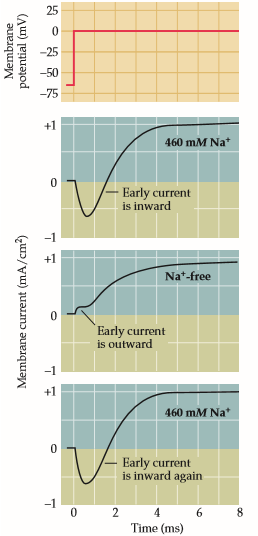 Membrane
potential (mV)
25
0
−25
−50
−75
Membrane current (mA/cm²)
+1
460 mM Na⁺
0
Early current
is inward
−1
+1
Na⁺-free
0
Early current
is outward
−1
+1
460 mM Na⁺
0
Early current
is inward again
−1
0
2
4
6
8
Time (ms)